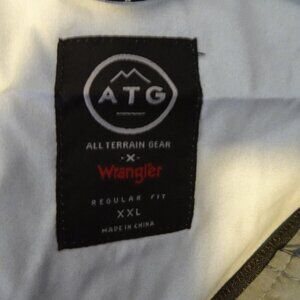 ATG
ALL TERRAIN GEAR
-X-
Wrangler
REGULAR FIT
XXL
MADE IN CHINA